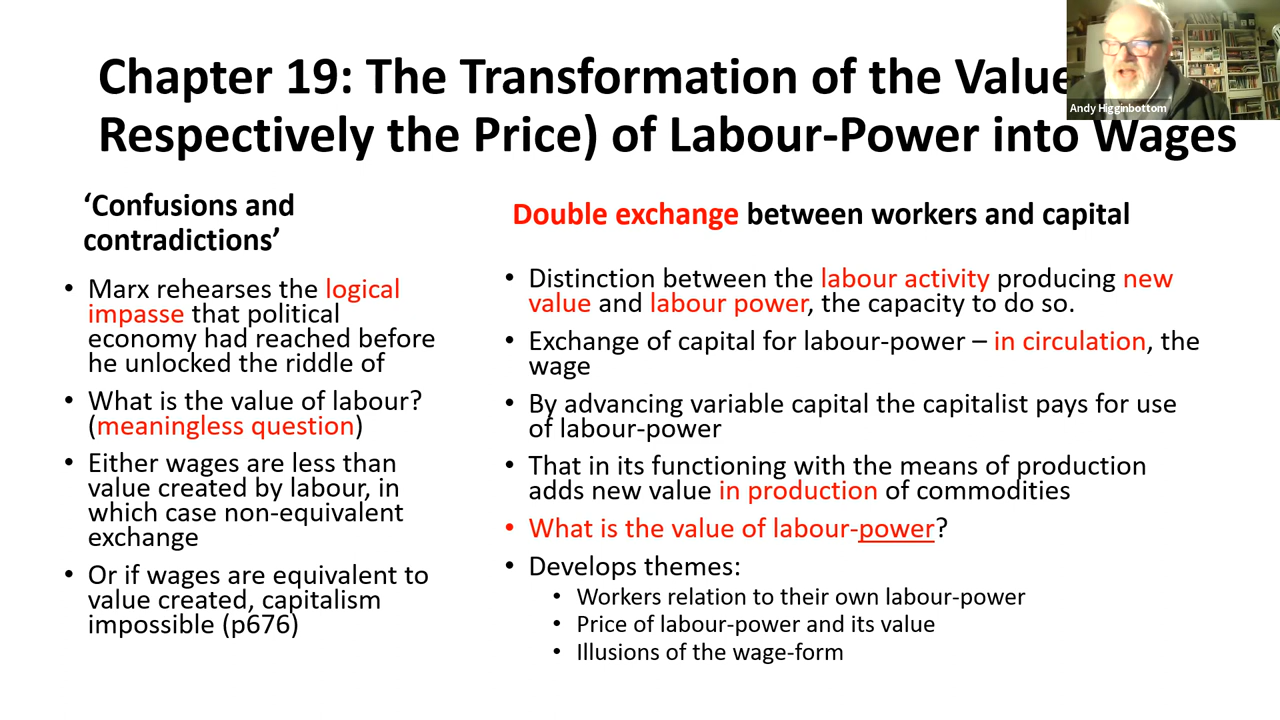 Chapter 19: The Transformation of the Value
Respectively the Price) of Labour-Power into Wages
Andy Higginbottom
‘Confusions and
contradictions’
• Marx rehearses the logical
impasse that political
economy had reached before
he unlocked the riddle of
• What is the value of labour?
(meaningless question)
• Either wages are less than
value created by labour, in
which case non-equivalent
exchange
• Or if wages are equivalent to
value created, capitalism
impossible (p676)
Double exchange between workers and capital
• Distinction between the labour activity producing new
value and labour power, the capacity to do so.
• Exchange of capital for labour-power – in circulation, the
wage
• By advancing variable capital the capitalist pays for use
of labour-power
• That in its functioning with the means of production
adds new value in production of commodities
• What is the value of labour-power?
• Develops themes:
• Workers relation to their own labour-power
• Price of labour-power and its value
• Illusions of the wage-form